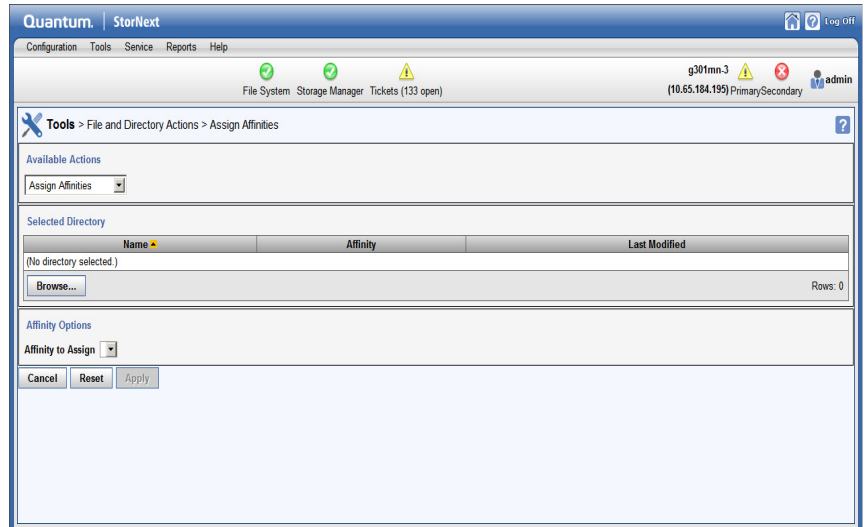 Quantum. | StorNext
Log Off
Configuration Tools Service Reports Help
File System Storage Manager Tickets (133 open)
g301mn-3
(10.65.184.195) Primary Secondary
admin
Tools > File and Directory Actions > Assign Affinities
Available Actions
Assign Affinities
Selected Directory
Name Affinity Last Modified
(No directory selected.)
Browse... Rows: 0
Affinity Options
Affinity to Assign
Cancel Reset Apply